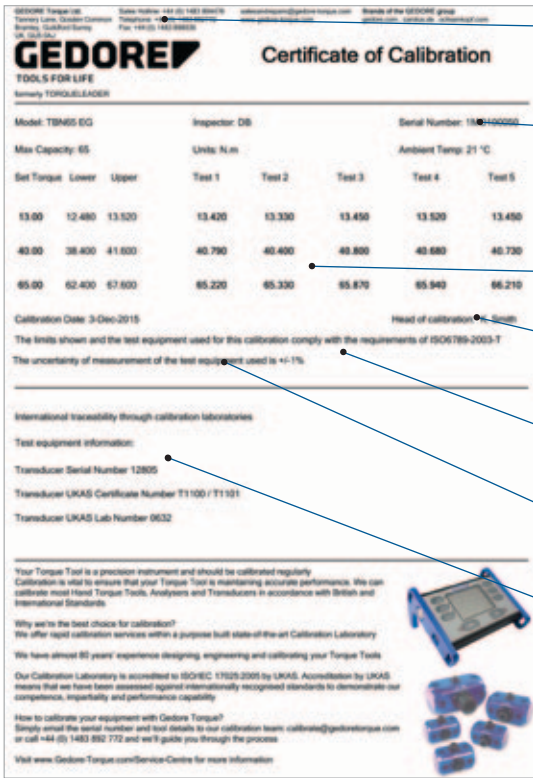 GEDORE Torque Ltd.
Sales Hotline: +44 (0) 1483 894476
Brands of the GEDORE group
Tannery Lane, Gosden Common
Telephone:
www.gedore-torque.com
Bramley, Guildford Surrey
UK, GU5 0AJ
GEDORE
TOOLS FOR LIFE
formerly TORQUELEADER
Certificate of Calibration
Model: TBN65 EG Inspector: DB Serial Number:
Max Capacity: 65 Units: N.m Ambient Temp: 21 °C
Set Torque Lower Upper Test 1 Test 2 Test 3 Test 4 Test 5
13.00 12.480 13.520 13.420 13.330 13.450 13.520 13.450
40.00 38.400 41.600 40.790 40.400 40.800 40.680 40.730
65.00 62.400 67.600 65.220 65.330 65.870 65.940 66.210
Calibration Date: 3-Dec-2015 Head of calibration Smith
The limits shown and the test equipment used for this calibration comply with the requirements of ISO6789-2003-T
The uncertainty of measurement of the test equipment used is +/-1%
International traceability through calibration laboratories
Test equipment information:
Transducer Serial Number 12805
Transducer UKAS Certificate Number T1100 / T1101
Transducer UKAS Lab Number 0632
Your Torque Tool is a precision instrument and should be calibrated regularly
Calibration is vital to ensure that your Torque Tool is maintaining accurate performance. We can
calibrate most Hand Torque Tools, Analysers and Transducers in accordance with British and
International Standards.
Why we're the best choice for calibration?
We offer rapid calibration services within a purpose built state-of-the-art Calibration Laboratory
We have almost 80 years' experience designing, engineering and calibrating your Torque Tools
Our Calibration Laboratory is accredited to ISO/IEC 17025:2005 by UKAS. Accreditation by UKAS
means that we have been assessed against internationally recognised standards to demonstrate our
competence, impartiality and performance capability
How to calibrate your equipment with Gedore Torque?
Simply email the serial number and tool details to our calibration team: calibrate@gedoretorque.com
or call +44 (0) 1483 892 772 and we'll guide you through the process
Visit www.Gedore-Torque.com/Service-Centre for more information